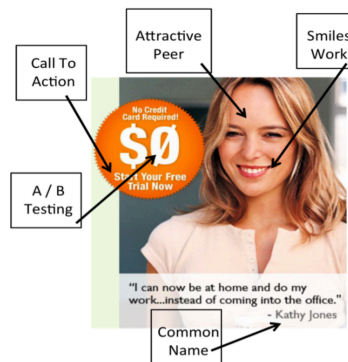 Attractive
Peer
Smiles
Work
Call To
Action
No Credit
Card Required!
$0
Start Your Free
Trial Now
A / B
Testing
"I can now be at home and do my
work...instead of coming into the office."
- Kathy Jones
Common
Name